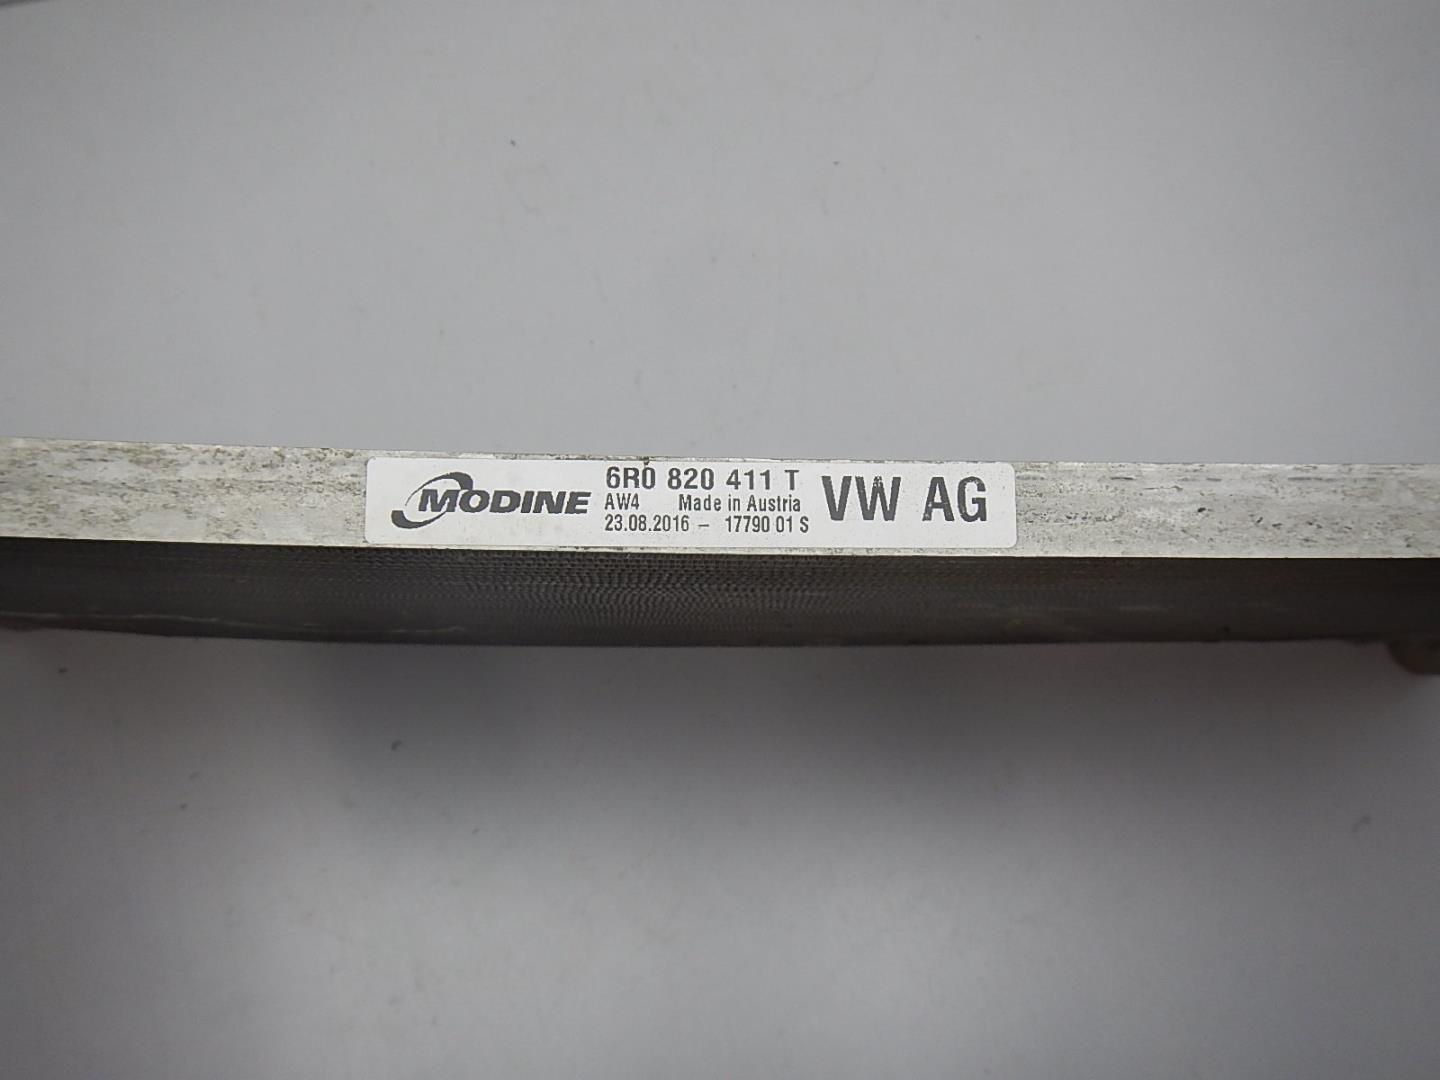 MODINE
6R0 820 411 T
AW4 Made in Austria
23.08.2016 – 17790 01 S
VW AG